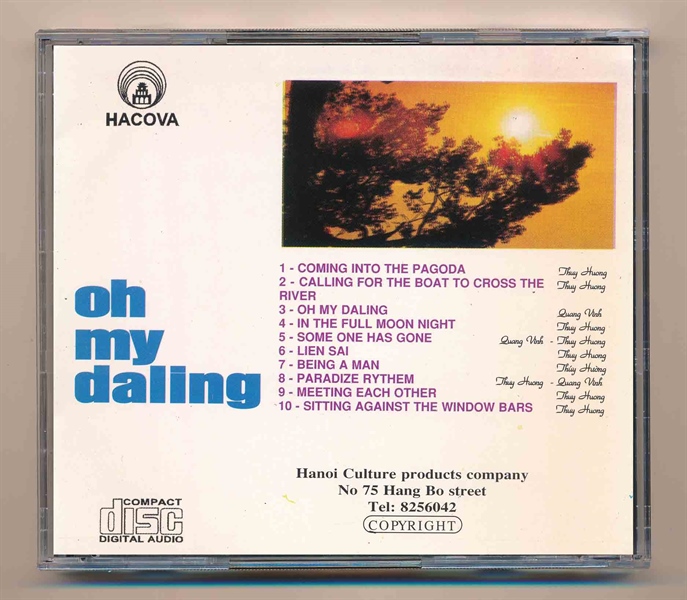 HACOVA
1 - COMING INTO THE PAGODA Thuy Huong
2 - CALLING FOR THE BOAT TO CROSS THE Thuy Huong
RIVER
3 - OH MY DALING Quang Vinh
4 - IN THE FULL MOON NIGHT Thuy Huong
5 - SOME ONE HAS GONE Quang Vinh - Thuy Huong
6 - LIEN SAI Thuy Huong
7 - BEING A MAN Thúy Hường
8 - PARADIZE RYTHEM Thuy Huong - Quang Vinh
9 - MEETING EACH OTHER Thuy Huong
10 - SITTING AGAINST THE WINDOW BARS Thuy Huong
oh
my
daling
Hanoi Culture products company
No 75 Hang Bo street
Tel: 8256042
COPYRIGHT
COMPACT
disc
DIGITAL AUDIO